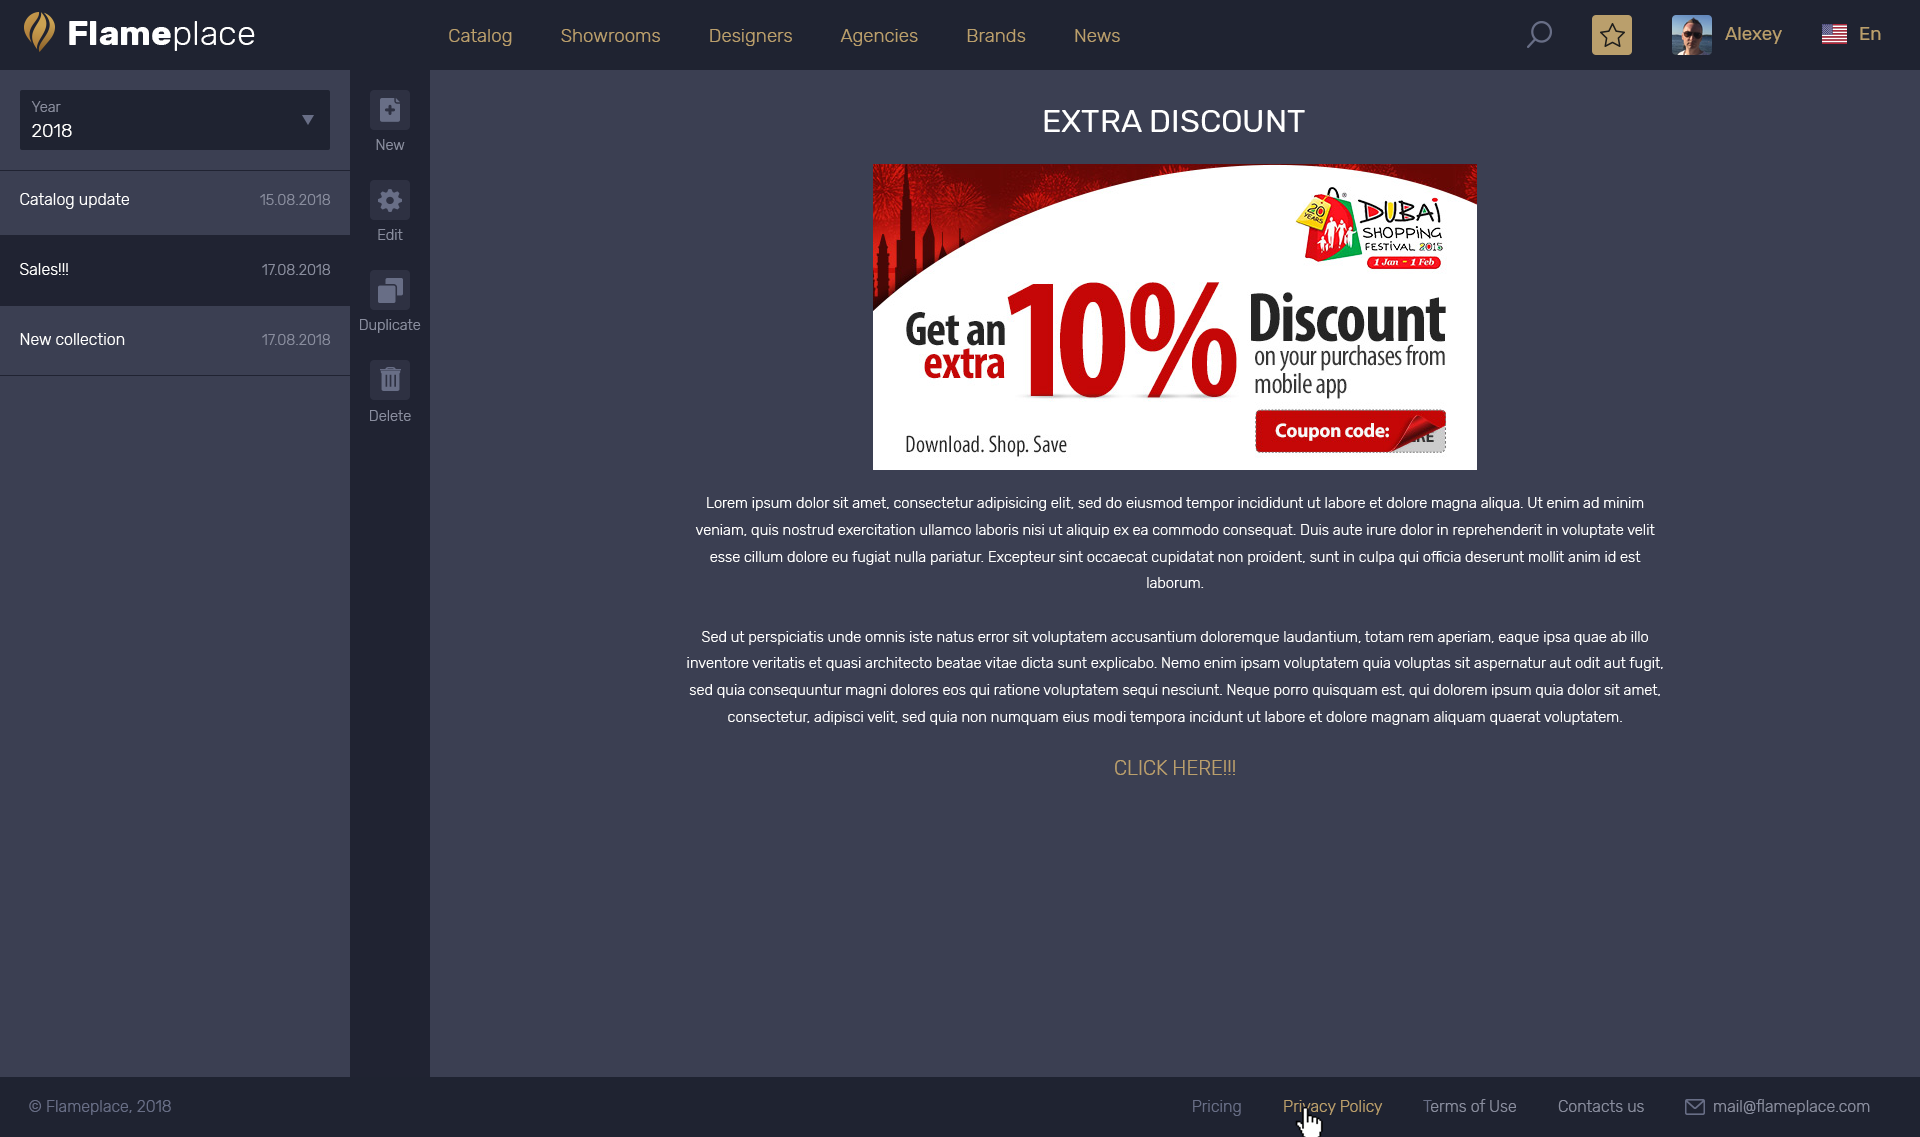 Flameplace
Catalog
Showrooms
Designers
Agencies
Brands
News
Alexey
En
Year
2018
Catalog update
15.08.2018
Sales!!!
17.08.2018
New collection
17.08.2018
New
Edit
Duplicate
Delete
EXTRA DISCOUNT
20
YEARS
DUBAi
SHOPPING
FESTIVAL 2015
1 Jan - 1 Feb
Get an
extra
10%
Discount
on your purchases from
mobile app
Download. Shop. Save
Coupon code:
Lorem ipsum dolor sit amet, consectetur adipisicing elit, sed do eiusmod tempor incididunt ut labore et dolore magna aliqua. Ut enim ad minim
veniam, quis nostrud exercitation ullamco laboris nisi ut aliquip ex ea commodo consequat. Duis aute irure dolor in reprehenderit in voluptate velit
esse cillum dolore eu fugiat nulla pariatur. Excepteur sint occaecat cupidatat non proident, sunt in culpa qui officia deserunt mollit anim id est
laborum.
Sed ut perspiciatis unde omnis iste natus error sit voluptatem accusantium doloremque laudantium, totam rem aperiam, eaque ipsa quae ab illo
inventore veritatis et quasi architecto beatae vitae dicta sunt explicabo. Nemo enim ipsam voluptatem quia voluptas sit aspernatur aut odit aut fugit,
sed quia consequuntur magni dolores eos qui ratione voluptatem sequi nesciunt. Neque porro quisquam est, qui dolorem ipsum quia dolor sit amet,
consectetur, adipisci velit, sed quia non numquam eius modi tempora incidunt ut labore et dolore magnam aliquam quaerat voluptatem.
CLICK HERE!!!
© Flameplace, 2018
Pricing
Privacy Policy
Terms of Use
Contacts us
mail@flameplace.com